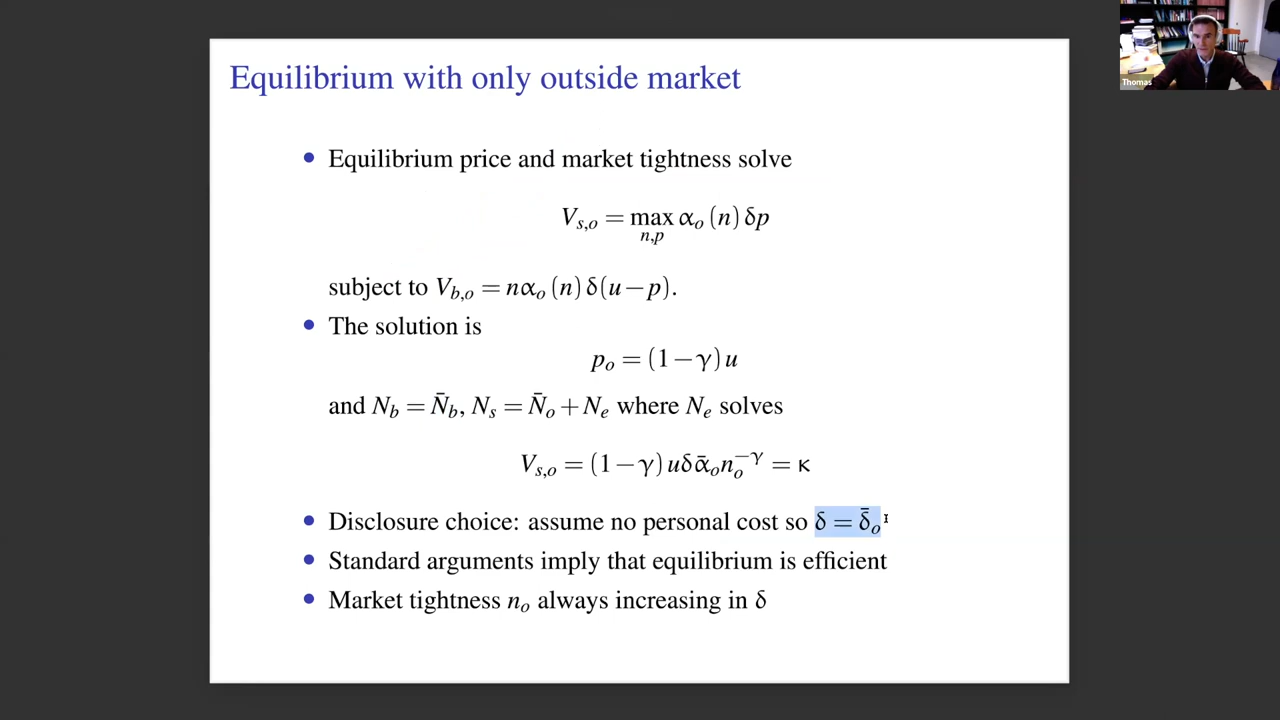 Equilibrium with only outside market
• Equilibrium price and market tightness solve
V_{s,o} = max_{n,p} α_o (n) δp
subject to V_{b,o} = nα_o (n) δ(u − p).
• The solution is
p_o = (1 − γ) u
and N_b = N̄_b, N_s = N̄_o + N_e where N_e solves
V_{s,o} = (1 − γ) uδᾱ_o n_o^{−γ} = κ
• Disclosure choice: assume no personal cost so δ = δ̄_o
• Standard arguments imply that equilibrium is efficient
• Market tightness n_o always increasing in δ
Thomas